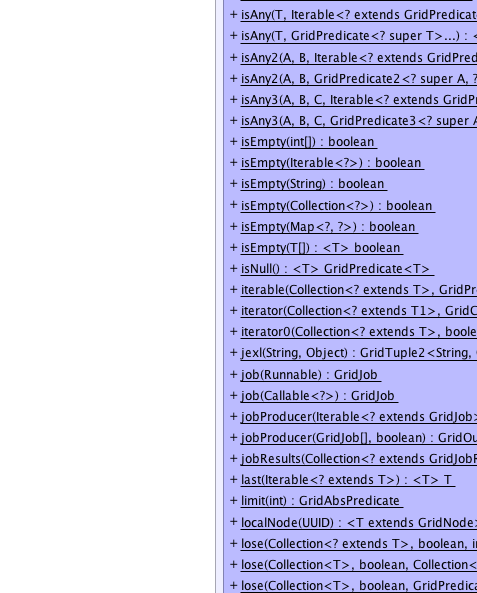 + isAny(T, Iterable<? extends GridPredicat
+ isAny(T, GridPredicate<? super T>...) : <
+ isAny2(A, B, Iterable<? extends GridPred
+ isAny2(A, B, GridPredicate2<? super A, ?
+ isAny3(A, B, C, Iterable<? extends GridP
+ isAny3(A, B, C, GridPredicate3<? super A
+ isEmpty(int[]) : boolean
+ isEmpty(Iterable<?>) : boolean
+ isEmpty(String) : boolean
+ isEmpty(Collection<?>) : boolean
+ isEmpty(Map<?, ?>) : boolean
+ isEmpty(T[]) : <T> boolean
+ isNull() : <T> GridPredicate<T>
+ iterable(Collection<? extends T>, GridPr
+ iterator(Collection<? extends T1>, GridC
+ iterator0(Collection<? extends T>, boole
+ jexl(String, Object) : GridTuple2<String,
+ job(Runnable) : GridJob
+ job(Callable<?>) : GridJob
+ jobProducer(Iterable<? extends GridJob>
+ jobProducer(GridJob[], boolean) : GridOu
+ jobResults(Collection<? extends GridJobR
+ last(Iterable<? extends T>) : <T> T
+ limit(int) : GridAbsPredicate
+ localNode(UUID) : <T extends GridNode>
+ lose(Collection<? extends T>, boolean, i
+ lose(Collection<T>, boolean, Collection<
+ lose(Collection<T>, boolean, GridPredica